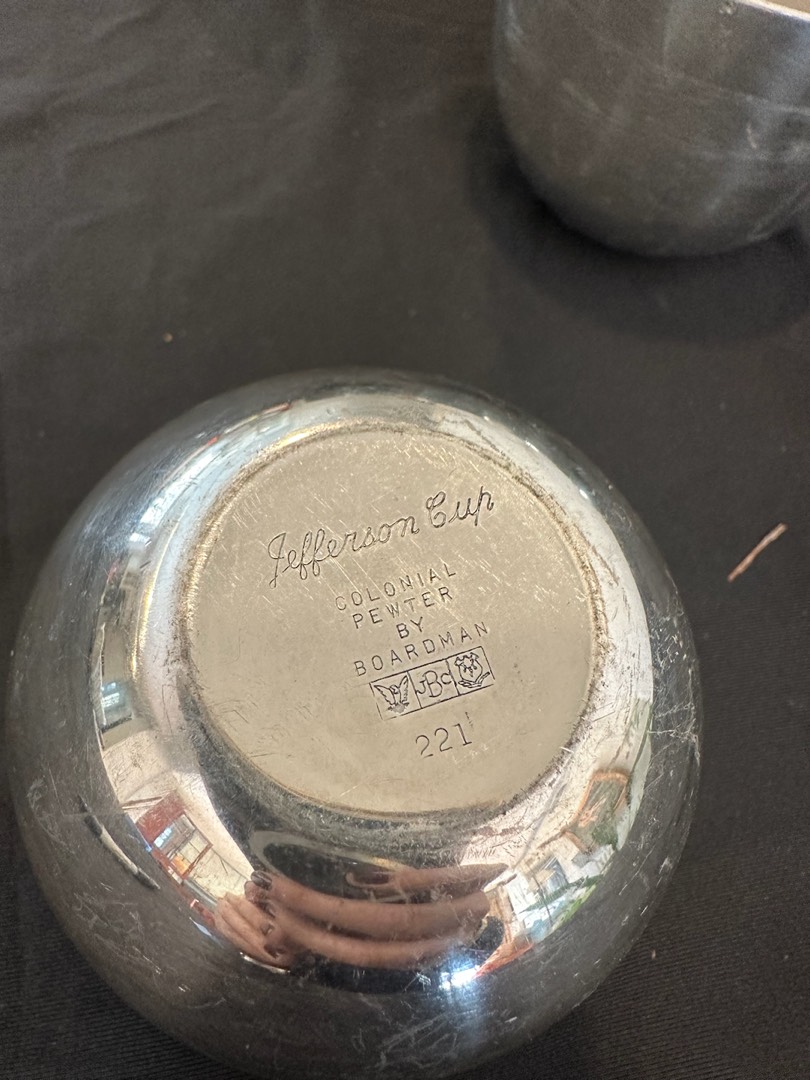 Jefferson Cup
COLONIAL
PEWTER
BY
BOARDMAN
JBC
221